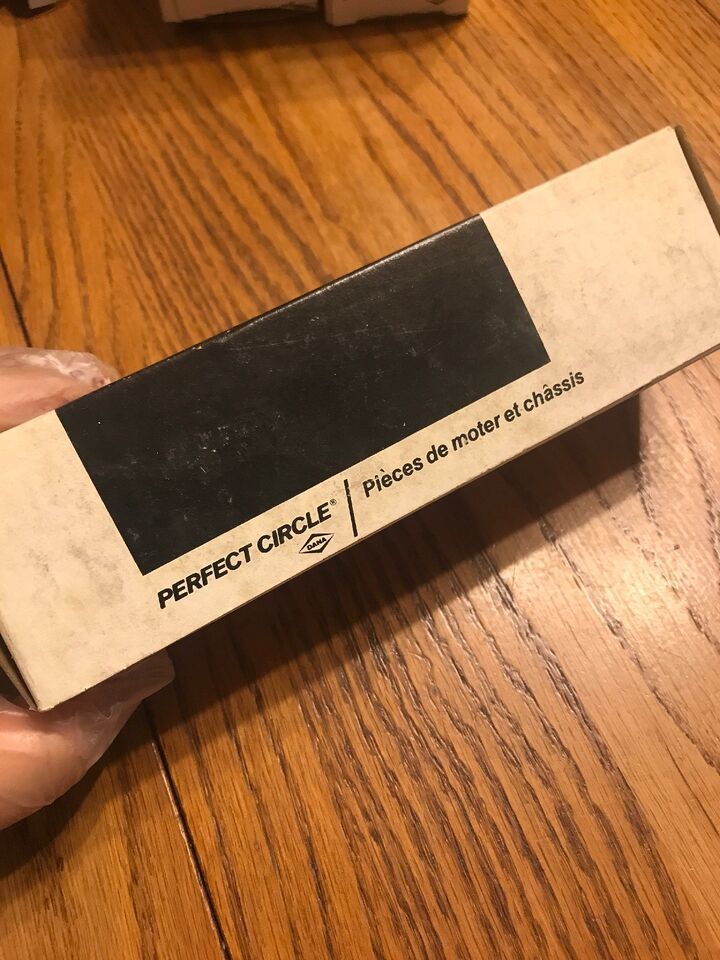 PERFECT CIRCLE® | Pièces de moter et châssis
DANA